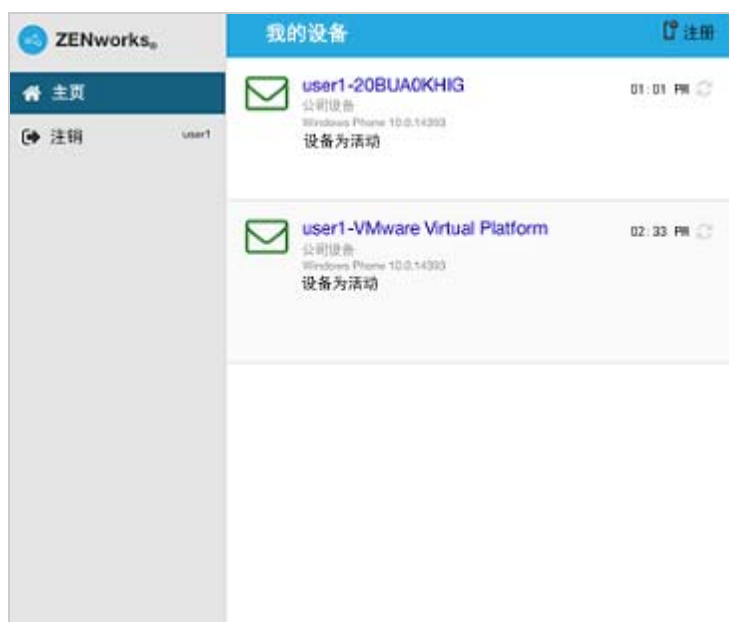 ZENworks®
主页
注销 user1
我的设备 注册
user1-20BUA0KHIG 01:01 PM
公司设备
Windows Phone 10.0.14393
设备为活动
user1-VMware Virtual Platform 02:33 PM
公司设备
Windows Phone 10.0.14393
设备为活动